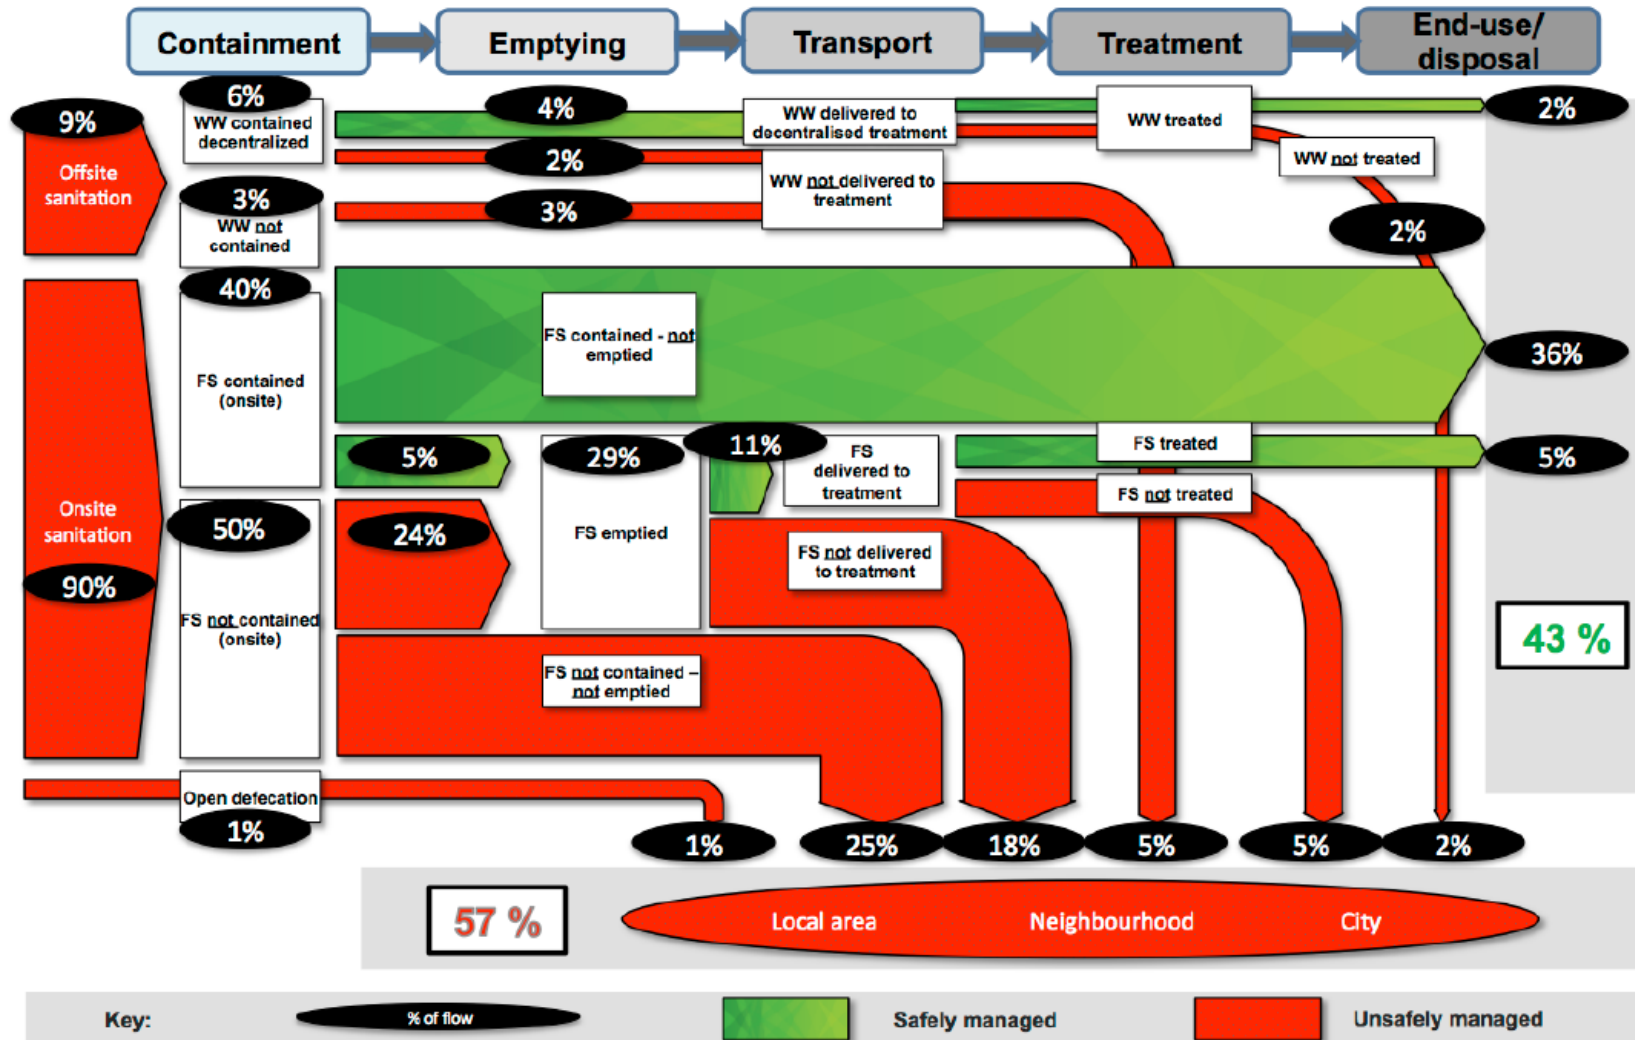 Containment
Emptying
Transport
Treatment
End-use/
disposal
9%
Offsite
sanitation
6%
WW contained
decentralized
4%
WW delivered to
decentralised treatment
WW treated
2%
2%
WW not delivered to
treatment
WW not treated
3%
WW not
contained
3%
2%
40%
FS contained
(onsite)
FS contained - not
emptied
36%
5%
29%
FS emptied
11%
FS
delivered to
treatment
FS treated
5%
FS not treated
Onsite
sanitation
90%
50%
FS not contained
(onsite)
24%
FS not delivered
to treatment
FS not contained –
not emptied
43 %
Open defecation
1%
1%
25%
18%
5%
5%
2%
57 %
Local area
Neighbourhood
City
Key:
% of flow
Safely managed
Unsafely managed